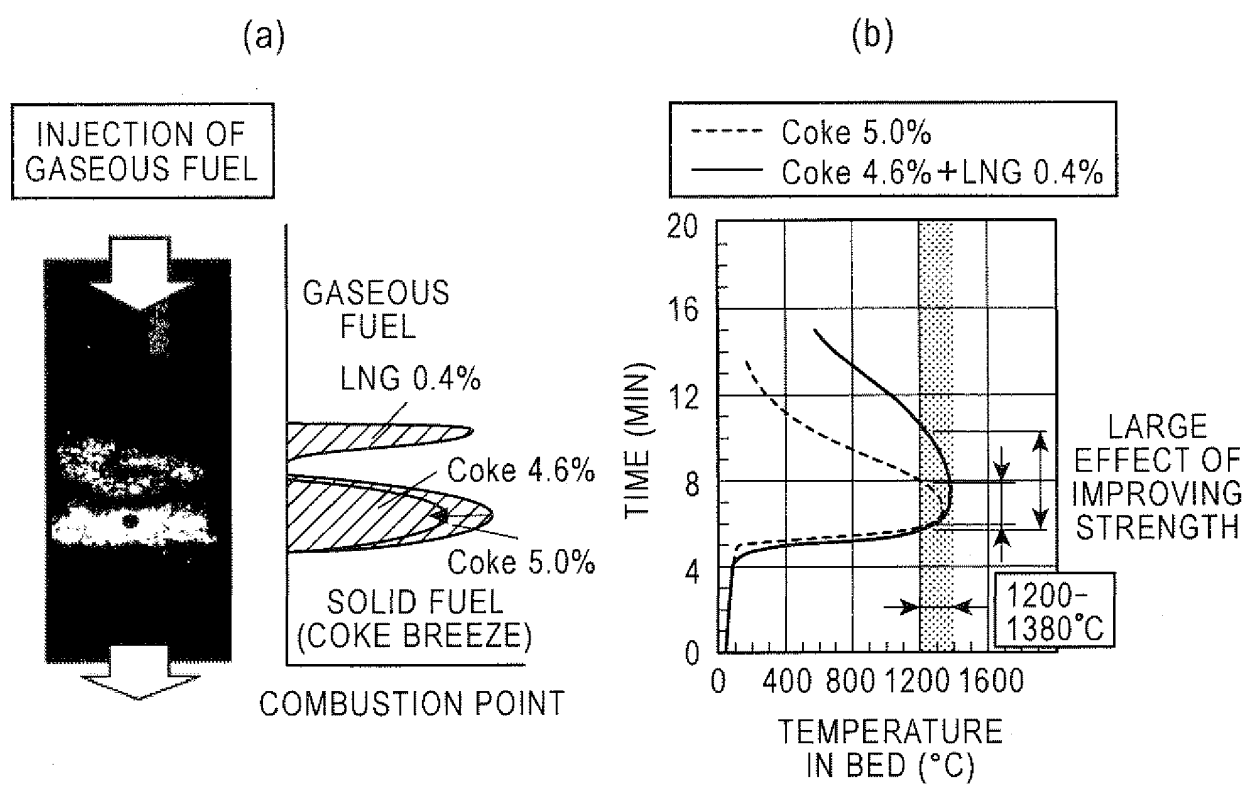 (a)
INJECTION OF
GASEOUS FUEL
GASEOUS
FUEL
LNG 0.4%
Coke 4.6%
Coke 5.0%
SOLID FUEL
(COKE BREEZE)
COMBUSTION POINT
(b)
Coke 5.0%
Coke 4.6%+LNG 0.4%
20
16
12
8
4
0
TIME (MIN)
0 400 800 1200 1600
TEMPERATURE
IN BED (°C)
LARGE
EFFECT OF
IMPROVING
STRENGTH
1200-
1380°C